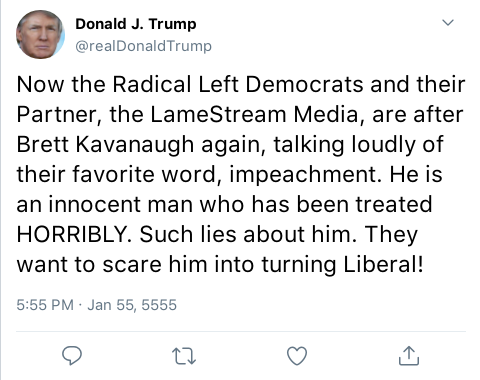 Donald J. Trump
@realDonaldTrump
Now the Radical Left Democrats and their
Partner, the LameStream Media, are after
Brett Kavanaugh again, talking loudly of
their favorite word, impeachment. He is
an innocent man who has been treated
HORRIBLY. Such lies about him. They
want to scare him into turning Liberal!
5:55 PM · Jan 55, 5555